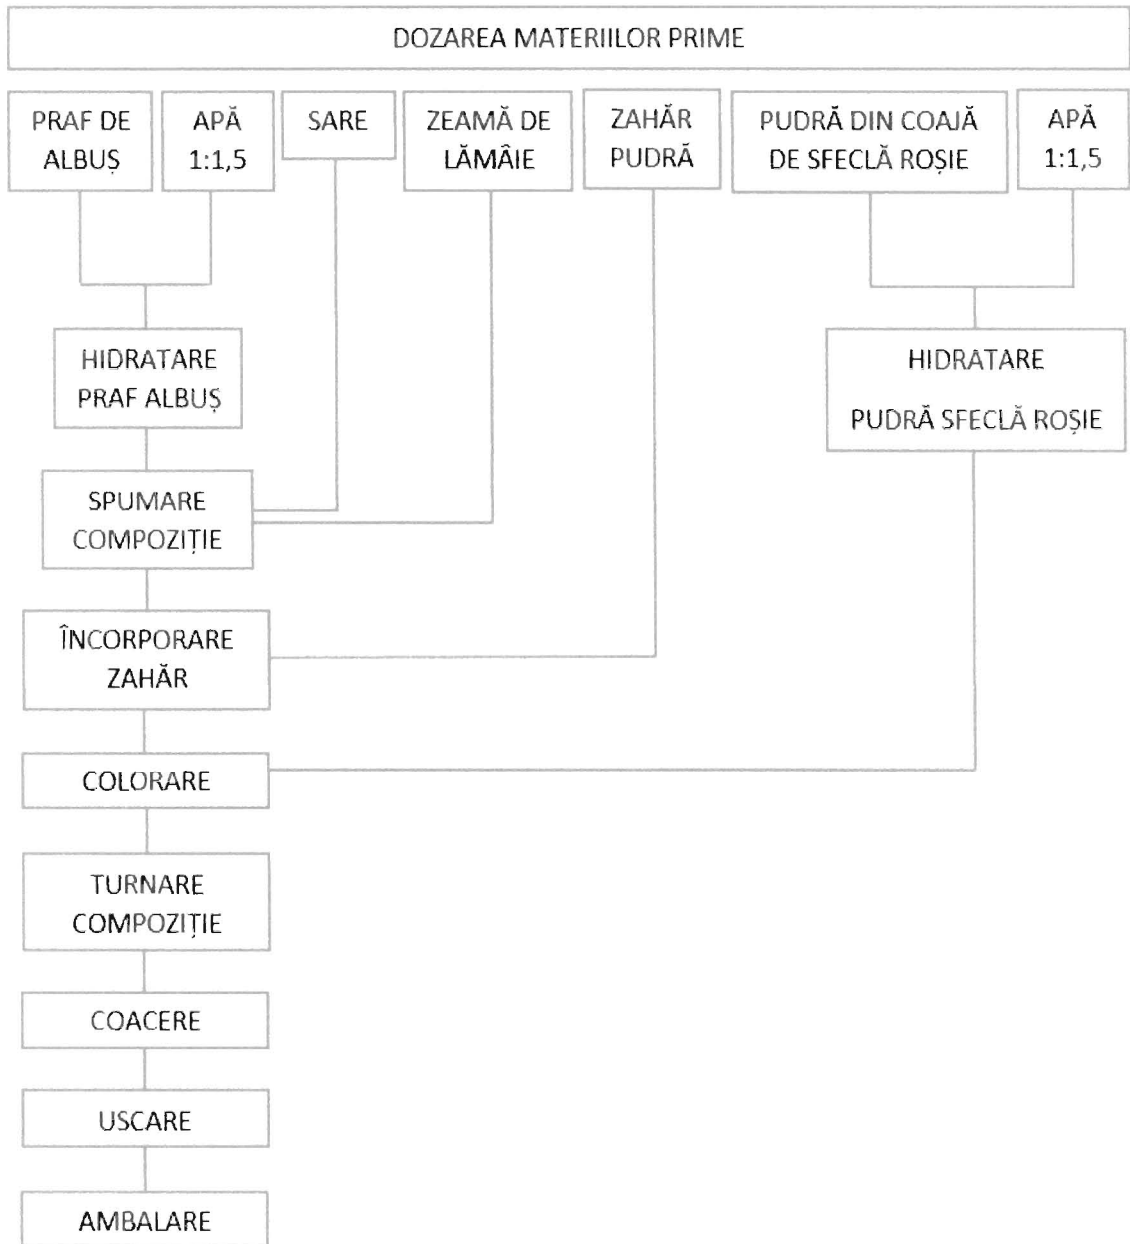 DOZAREA MATERIILOR PRIME
PRAF DE
ALBUȘ
APĂ
1:1,5
SARE
ZEAMĂ DE
LĂMÂIE
ZAHĂR
PUDRĂ
PUDRĂ DIN COAJĂ
DE SFECLĂ ROȘIE
APĂ
1:1,5
HIDRATARE
PRAF ALBUȘ
HIDRATARE
PUDRĂ SFECLĂ ROȘIE
SPUMARE
COMPOZIȚIE
ÎNCORPORARE
ZAHĂR
COLORARE
TURNARE
COMPOZIȚIE
COACERE
USCARE
AMBALARE